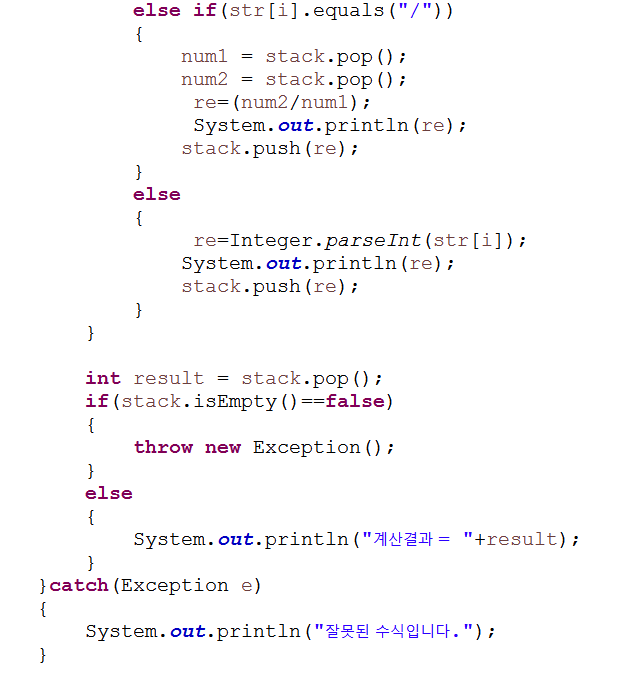 else if(str[i].equals("/"))
{
num1 = stack.pop();
num2 = stack.pop();
re=(num2/num1);
System.out.println(re);
stack.push(re);
}
else
{
re=Integer.parseInt(str[i]);
System.out.println(re);
stack.push(re);
}
}
int result = stack.pop();
if(stack.isEmpty()==false)
{
throw new Exception();
}
else
{
System.out.println("계산결과 = "+result);
}
}catch(Exception e)
{
System.out.println("잘못된 수식입니다.");
}